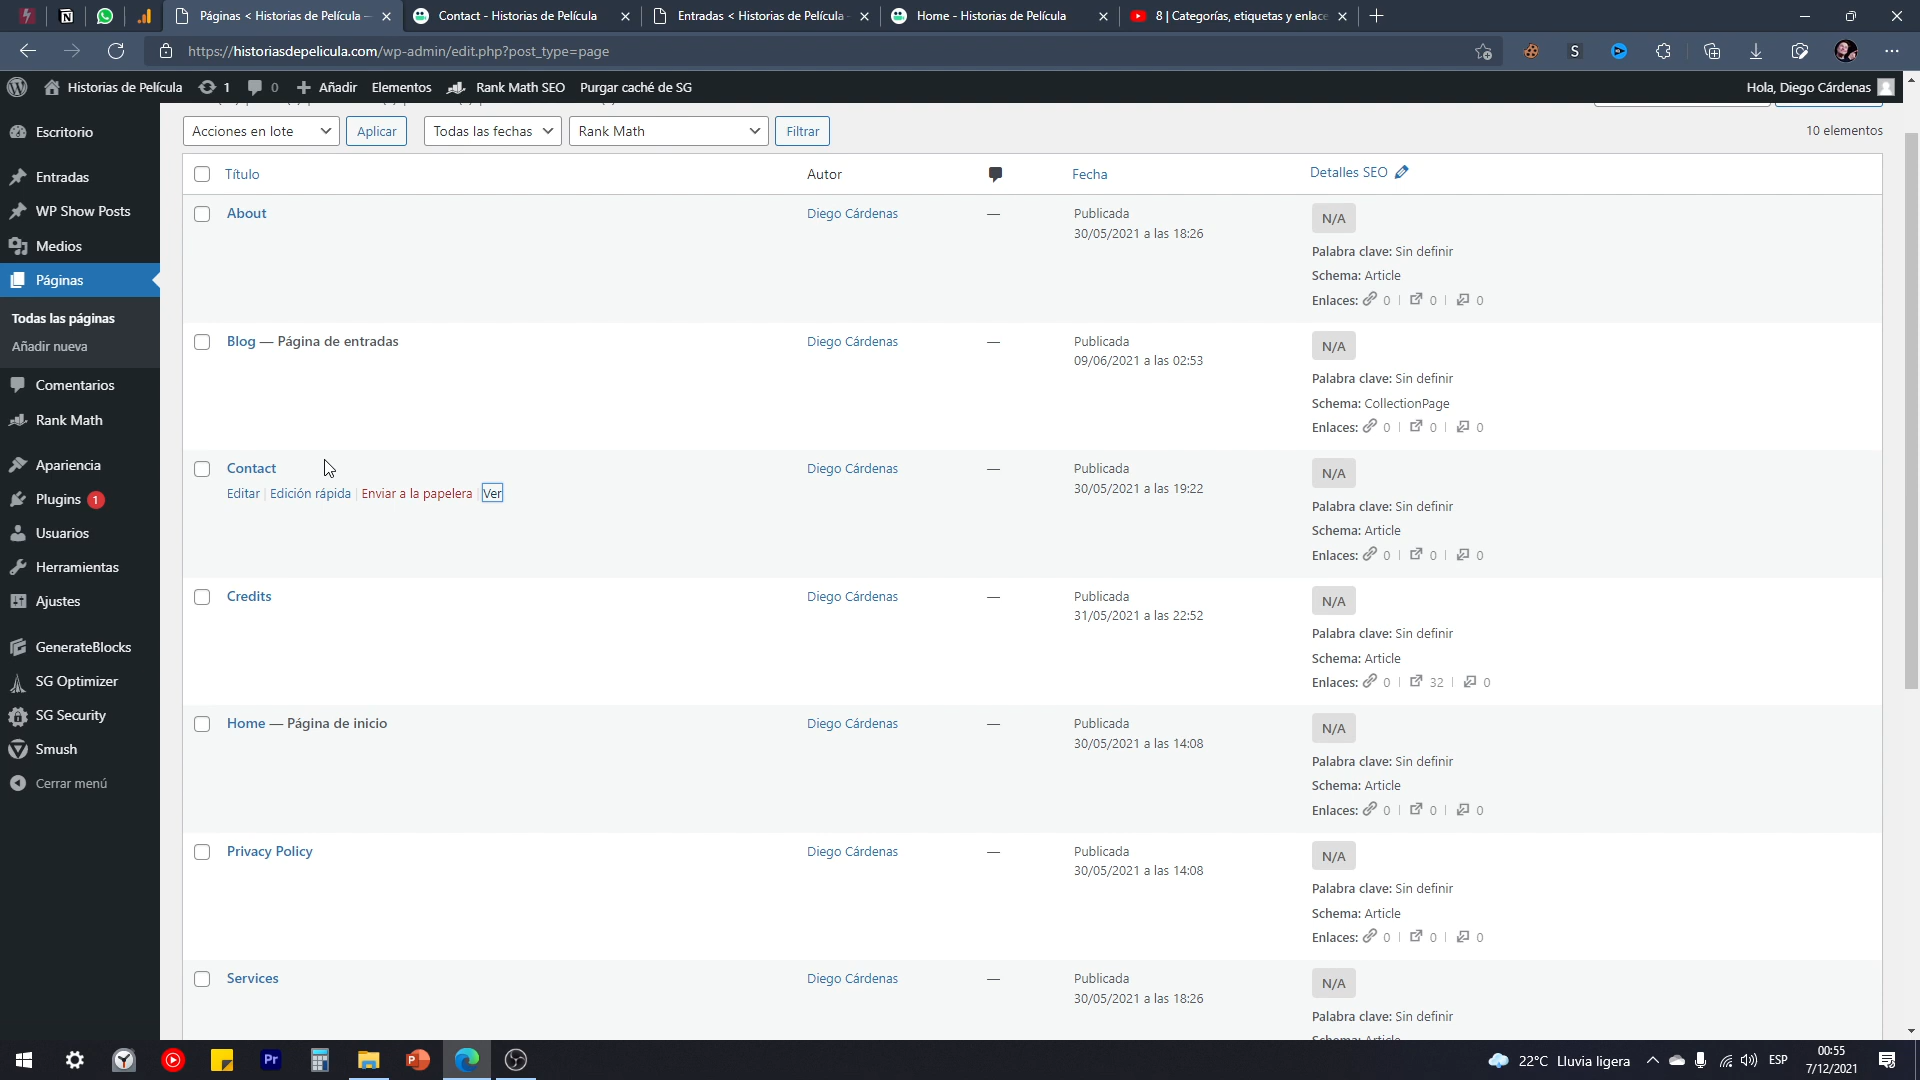 Páginas < Historias de Película —
Contact - Historias de Película
Entradas < Historias de Película
Home - Historias de Película
8 | Categorías, etiquetas y enlace
https://historiasdepelicula.com/wp-admin/edit.php?post_type=page
Historias de Película
1
0
Añadir
Elementos
Rank Math SEO
Purgar caché de SG
Hola, Diego Cárdenas
Escritorio
Entradas
WP Show Posts
Medios
Páginas
Todas las páginas
Añadir nueva
Comentarios
Rank Math
Apariencia
Plugins 1
Usuarios
Herramientas
Ajustes
GenerateBlocks
SG Optimizer
SG Security
Smush
Cerrar menú
Acciones en lote
Aplicar
Todas las fechas
Rank Math
Filtrar
10 elementos
Título
Autor
Fecha
Detalles SEO
About
Diego Cárdenas
—
Publicada
30/05/2021 a las 18:26
N/A
Palabra clave: Sin definir
Schema: Article
Enlaces: 0 | 0 | 0
Blog — Página de entradas
Diego Cárdenas
—
Publicada
09/06/2021 a las 02:53
N/A
Palabra clave: Sin definir
Schema: CollectionPage
Enlaces: 0 | 0 | 0
Contact
Editar | Edición rápida | Enviar a la papelera | Ver
Diego Cárdenas
—
Publicada
30/05/2021 a las 19:22
N/A
Palabra clave: Sin definir
Schema: Article
Enlaces: 0 | 0 | 0
Credits
Diego Cárdenas
—
Publicada
31/05/2021 a las 22:52
N/A
Palabra clave: Sin definir
Schema: Article
Enlaces: 0 | 32 | 0
Home — Página de inicio
Diego Cárdenas
—
Publicada
30/05/2021 a las 14:08
N/A
Palabra clave: Sin definir
Schema: Article
Enlaces: 0 | 0 | 0
Privacy Policy
Diego Cárdenas
—
Publicada
30/05/2021 a las 14:08
N/A
Palabra clave: Sin definir
Schema: Article
Enlaces: 0 | 0 | 0
Services
Diego Cárdenas
—
Publicada
30/05/2021 a las 18:26
N/A
Palabra clave: Sin definir
22°C Lluvia ligera
ESP
00:55
7/12/2021